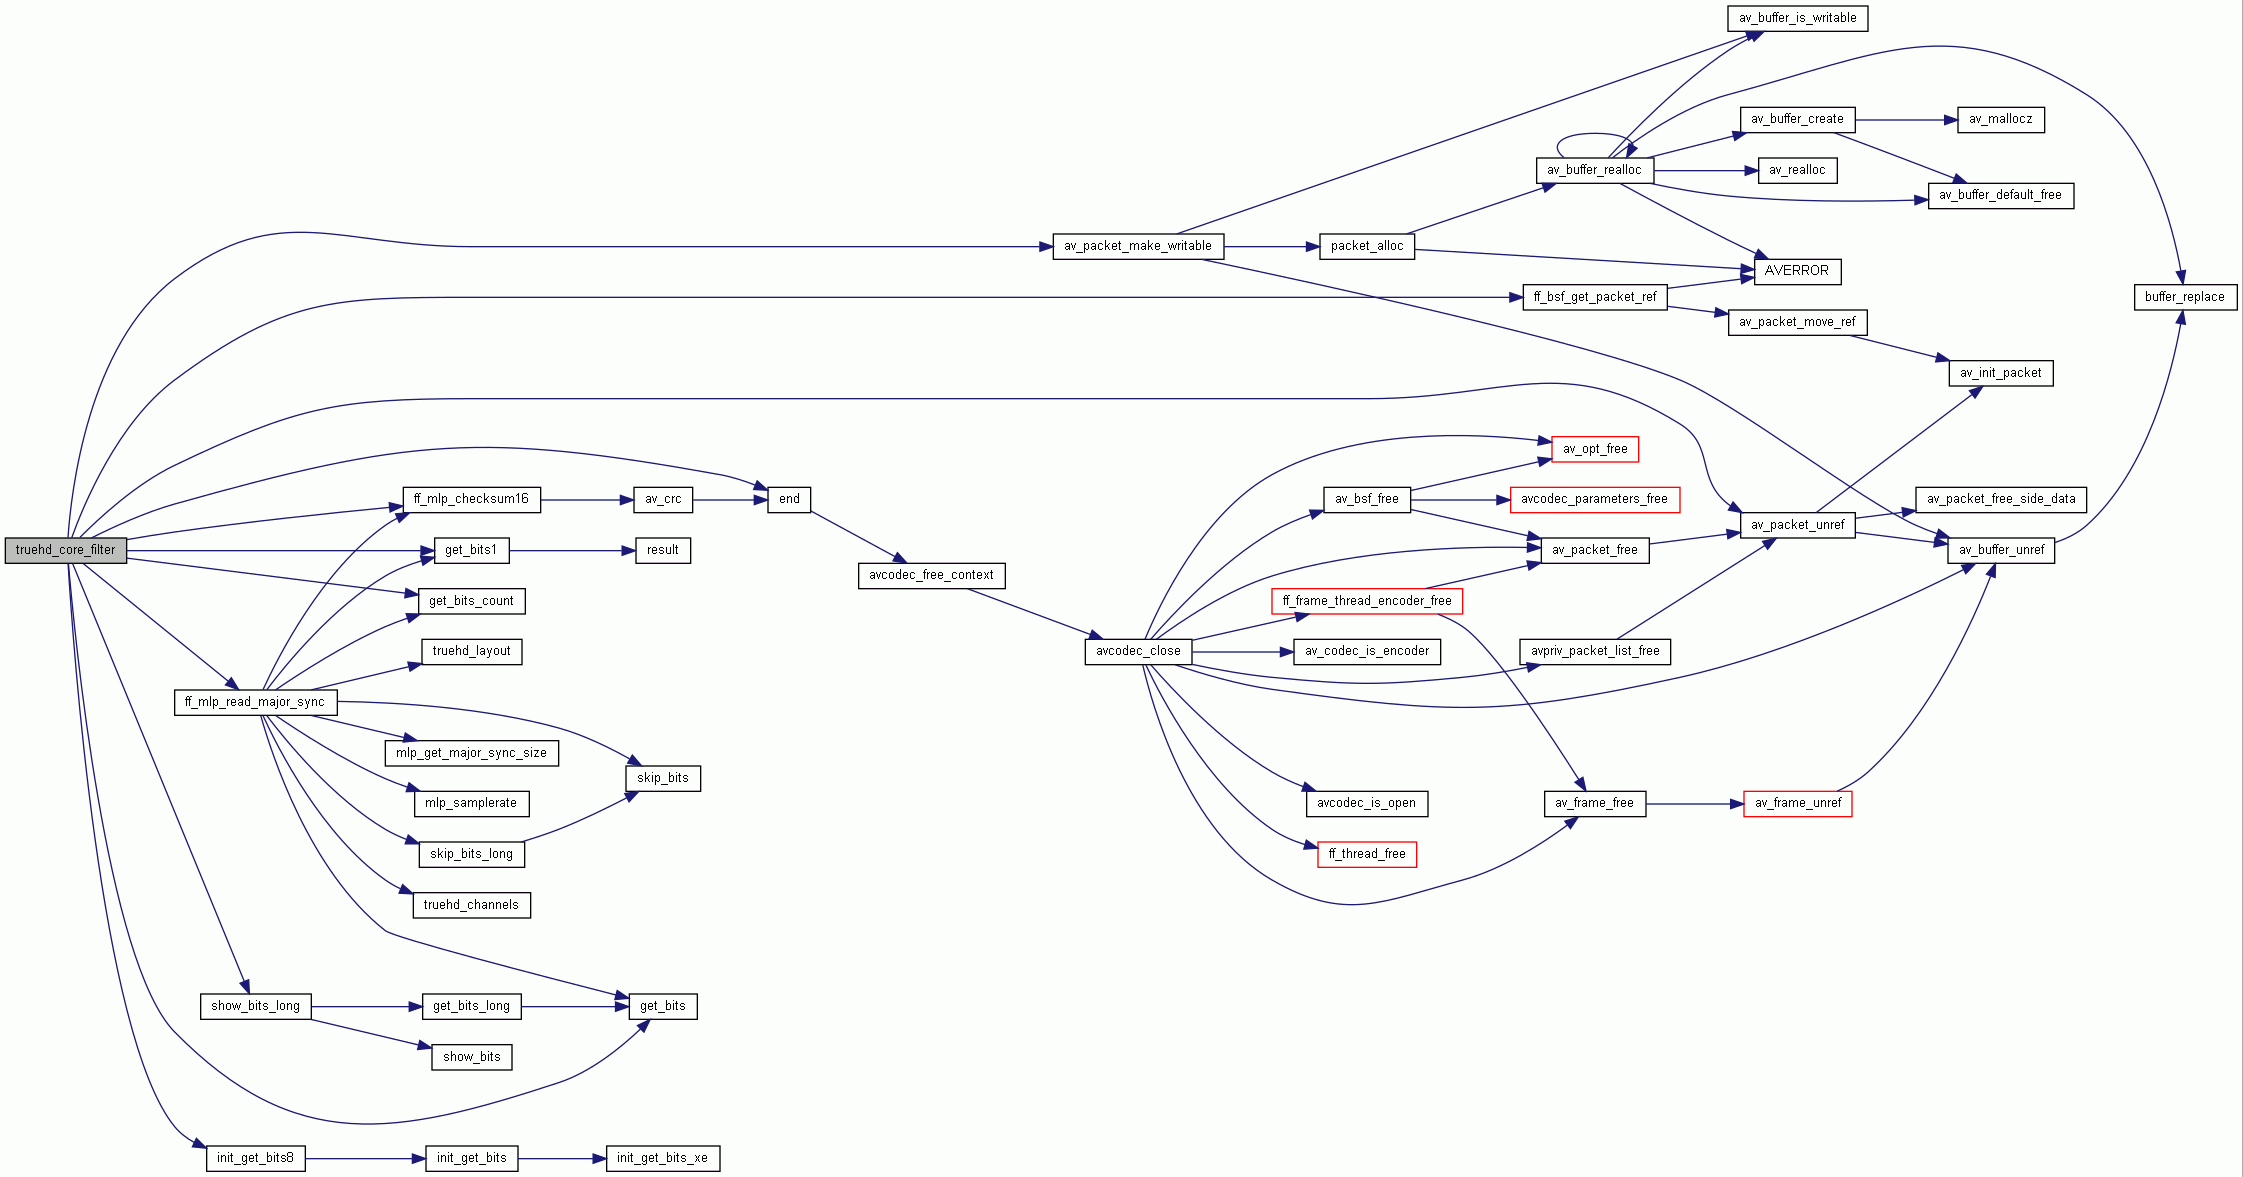 av_buffer_is_writable
av_buffer_create
av_mallocz
av_buffer_realloc
av_realloc
av_buffer_default_free
av_packet_make_writable
packet_alloc
AVERROR
ff_bsf_get_packet_ref
buffer_replace
av_packet_move_ref
av_init_packet
av_opt_free
ff_mlp_checksum16
av_crc
end
av_bsf_free
avcodec_parameters_free
av_packet_free_side_data
av_packet_unref
truehd_core_filter
get_bits1
result
av_packet_free
av_buffer_unref
avcodec_free_context
get_bits_count
ff_frame_thread_encoder_free
truehd_layout
avcodec_close
av_codec_is_encoder
avpriv_packet_list_free
ff_mlp_read_major_sync
mlp_get_major_sync_size
skip_bits
mlp_samplerate
avcodec_is_open
av_frame_free
av_frame_unref
skip_bits_long
ff_thread_free
truehd_channels
show_bits_long
get_bits_long
get_bits
show_bits
init_get_bits8
init_get_bits
init_get_bits_xe